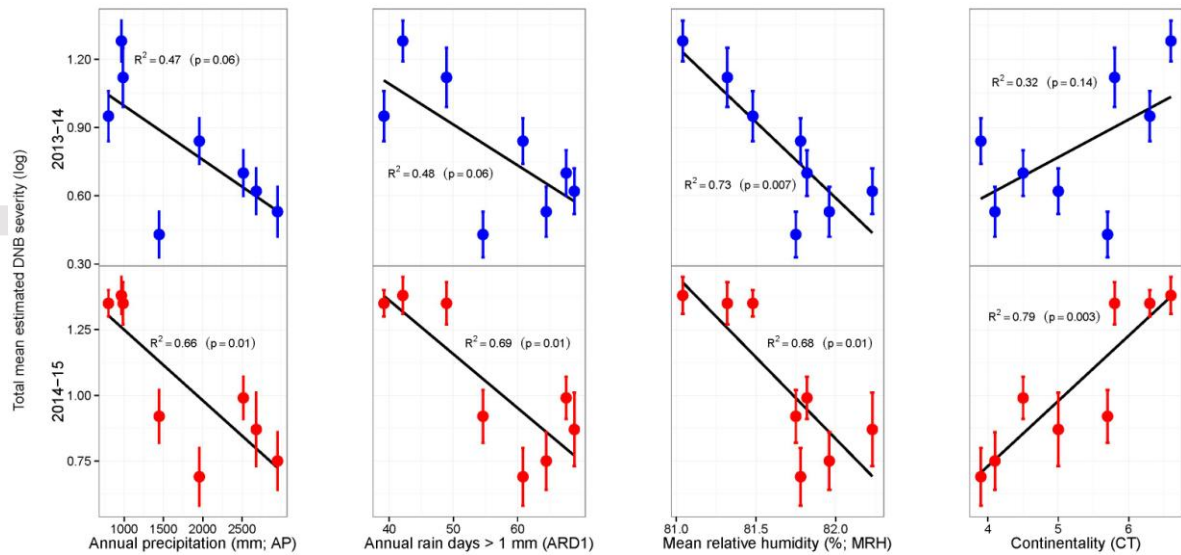 Total mean estimated DNB severity (log)
2013−14
1.20
0.90
0.60
0.30
R² = 0.47 (p = 0.06)
R² = 0.48 (p = 0.06)
R² = 0.73 (p = 0.007)
R² = 0.32 (p = 0.14)
2014−15
1.25
1.00
0.75
R² = 0.66 (p = 0.01)
R² = 0.69 (p = 0.01)
R² = 0.68 (p = 0.01)
R² = 0.79 (p = 0.003)
1000 1500 2000 2500
Annual precipitation (mm; AP)
40 50 60
Annual rain days > 1 mm (ARD1)
81.0 81.5 82.0
Mean relative humidity (%; MRH)
4 5 6
Continentality (CT)